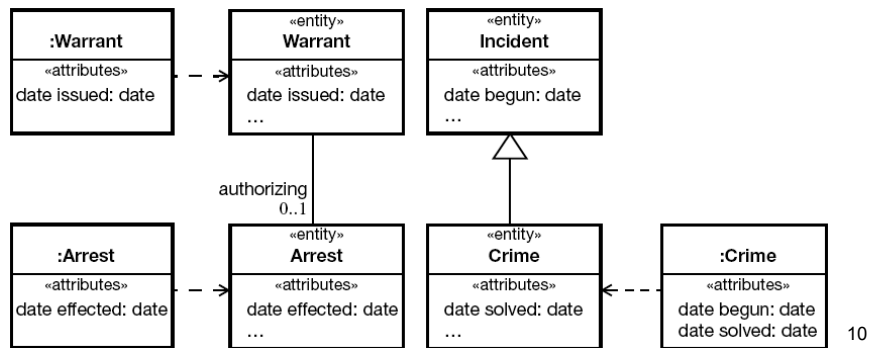 :Warrant
«attributes»
date issued: date
«entity»
Warrant
«attributes»
date issued: date
...
«entity»
Incident
«attributes»
date begun: date
...
authorizing
0..1
:Arrest
«attributes»
date effected: date
«entity»
Arrest
«attributes»
date effected: date
...
«entity»
Crime
«attributes»
date solved: date
...
:Crime
«attributes»
date begun: date
date solved: date
10